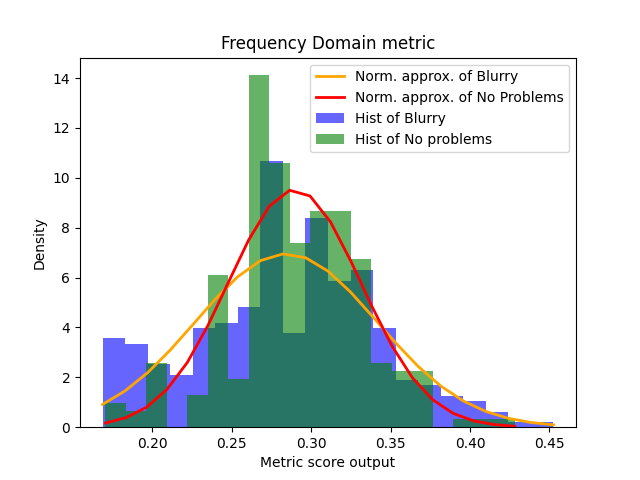 Frequency Domain metric
Norm. approx. of Blurry
Norm. approx. of No Problems
Hist of Blurry
Hist of No problems
14
12
10
8
6
4
2
0
Density
0.20 0.25 0.30 0.35 0.40 0.45
Metric score output